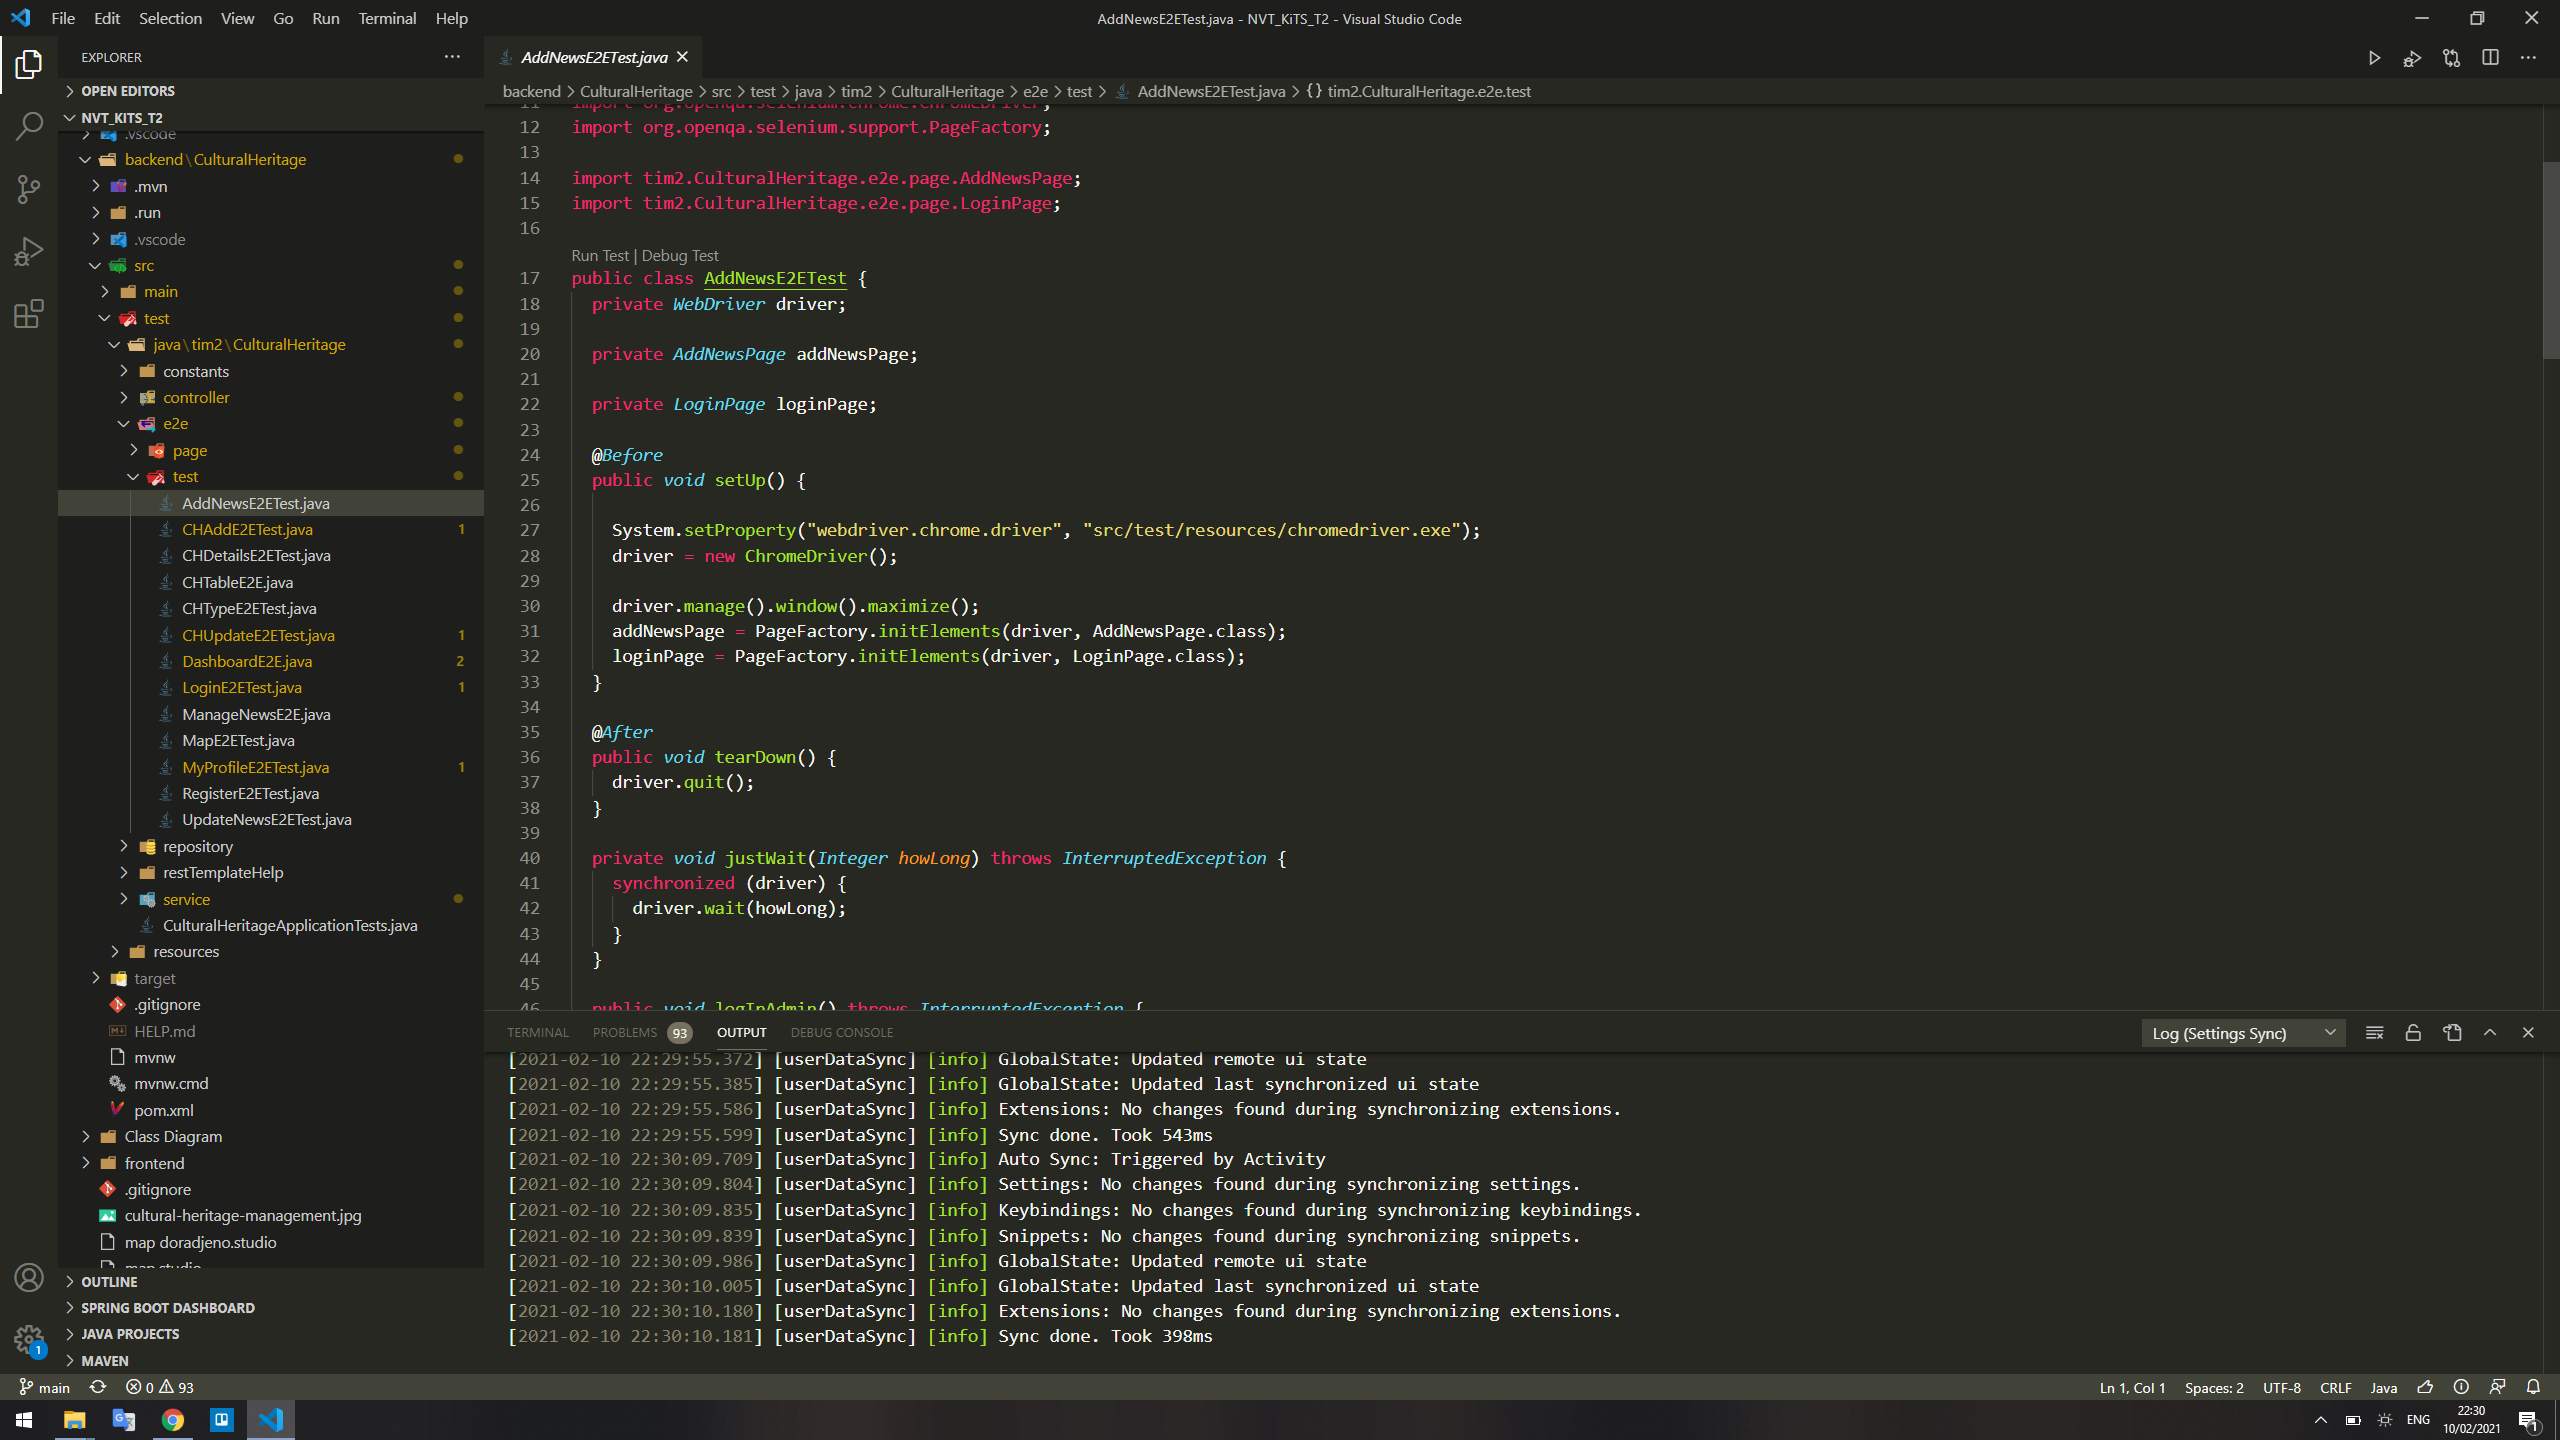 File Edit Selection View Go Run Terminal Help
AddNewsE2ETest.java - NVT_KiTS_T2 - Visual Studio Code
EXPLORER
OPEN EDITORS
NVT_KITS_T2
.vscode
backend\CulturalHeritage
.mvn
.run
.vscode
src
main
test
java\tim2\CulturalHeritage
constants
controller
e2e
page
test
AddNewsE2ETest.java
CHAddE2ETest.java 1
CHDetailsE2ETest.java
CHTableE2E.java
CHTypeE2ETest.java
CHUpdateE2ETest.java 1
DashboardE2E.java 2
LoginE2ETest.java 1
ManageNewsE2E.java
MapE2ETest.java
MyProfileE2ETest.java 1
RegisterE2ETest.java
UpdateNewsE2ETest.java
repository
restTemplateHelp
service
CulturalHeritageApplicationTests.java
resources
target
.gitignore
HELP.md
mvnw
mvnw.cmd
pom.xml
Class Diagram
frontend
.gitignore
cultural-heritage-management.jpg
map doradjeno.studio
map.studio
OUTLINE
SPRING BOOT DASHBOARD
JAVA PROJECTS
MAVEN
1
AddNewsE2ETest.java
backend > CulturalHeritage > src > test > java > tim2 > CulturalHeritage > e2e > test > AddNewsE2ETest.java > {} tim2.CulturalHeritage.e2e.test
11 import org.openqa.selenium.chrome.ChromeDriver;
12 import org.openqa.selenium.support.PageFactory;
13
14 import tim2.CulturalHeritage.e2e.page.AddNewsPage;
15 import tim2.CulturalHeritage.e2e.page.LoginPage;
16
Run Test | Debug Test
17 public class AddNewsE2ETest {
18 private WebDriver driver;
19
20 private AddNewsPage addNewsPage;
21
22 private LoginPage loginPage;
23
24 @Before
25 public void setUp() {
26
27 System.setProperty("webdriver.chrome.driver", "src/test/resources/chromedriver.exe");
28 driver = new ChromeDriver();
29
30 driver.manage().window().maximize();
31 addNewsPage = PageFactory.initElements(driver, AddNewsPage.class);
32 loginPage = PageFactory.initElements(driver, LoginPage.class);
33 }
34
35 @After
36 public void tearDown() {
37 driver.quit();
38 }
39
40 private void justWait(Integer howLong) throws InterruptedException {
41 synchronized (driver) {
42 driver.wait(howLong);
43 }
44 }
45
46 public void logInAdmin() throws InterruptedException {
TERMINAL PROBLEMS 93 OUTPUT DEBUG CONSOLE
Log (Settings Sync)
[2021-02-10 22:29:55.372] [userDataSync] [info] GlobalState: Updated remote ui state
[2021-02-10 22:29:55.385] [userDataSync] [info] GlobalState: Updated last synchronized ui state
[2021-02-10 22:29:55.586] [userDataSync] [info] Extensions: No changes found during synchronizing extensions.
[2021-02-10 22:29:55.599] [userDataSync] [info] Sync done. Took 543ms
[2021-02-10 22:30:09.709] [userDataSync] [info] Auto Sync: Triggered by Activity
[2021-02-10 22:30:09.804] [userDataSync] [info] Settings: No changes found during synchronizing settings.
[2021-02-10 22:30:09.835] [userDataSync] [info] Keybindings: No changes found during synchronizing keybindings.
[2021-02-10 22:30:09.839] [userDataSync] [info] Snippets: No changes found during synchronizing snippets.
[2021-02-10 22:30:09.986] [userDataSync] [info] GlobalState: Updated remote ui state
[2021-02-10 22:30:10.005] [userDataSync] [info] GlobalState: Updated last synchronized ui state
[2021-02-10 22:30:10.180] [userDataSync] [info] Extensions: No changes found during synchronizing extensions.
[2021-02-10 22:30:10.181] [userDataSync] [info] Sync done. Took 398ms
main 0 93
Ln 1, Col 1 Spaces: 2 UTF-8 CRLF Java
ENG
22:30
10/02/2021
1